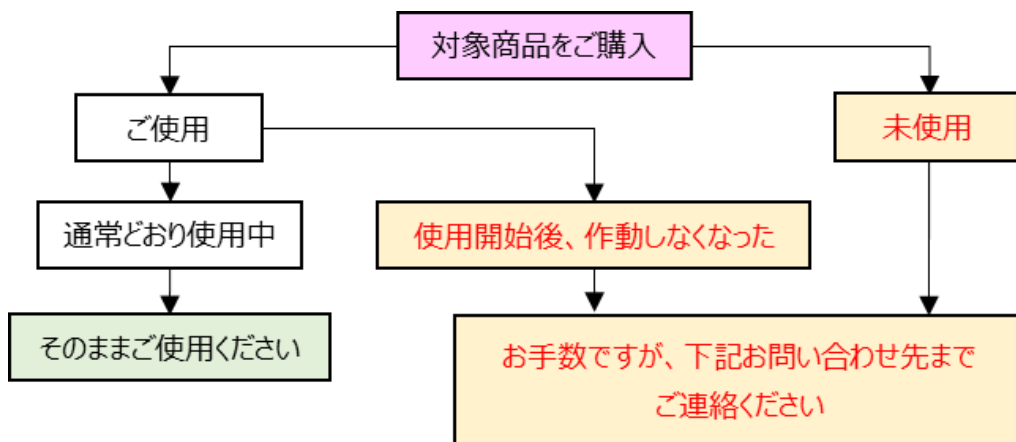 対象商品をご購入
ご使用
未使用
通常どおり使用中
使用開始後、作動しなくなった
そのままご使用ください
お手数ですが、下記お問い合わせ先まで
ご連絡ください